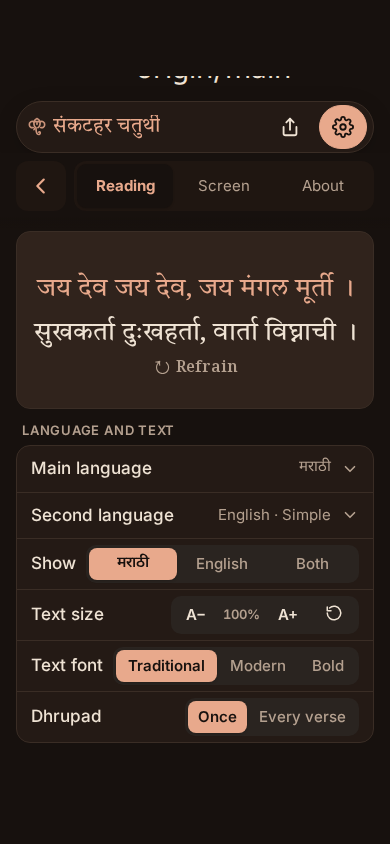 origin/main
संकटहर चतुर्थी
Reading Screen About
जय देव जय देव, जय मंगल मूर्ती ।
सुखकर्ता दुःखहर्ता, वार्ता विघ्नाची ।
Refrain
LANGUAGE AND TEXT
Main language मराठी
Second language English · Simple
Show मराठी English Both
Text size A− 100% A+
Text font Traditional Modern Bold
Dhrupad Once Every verse